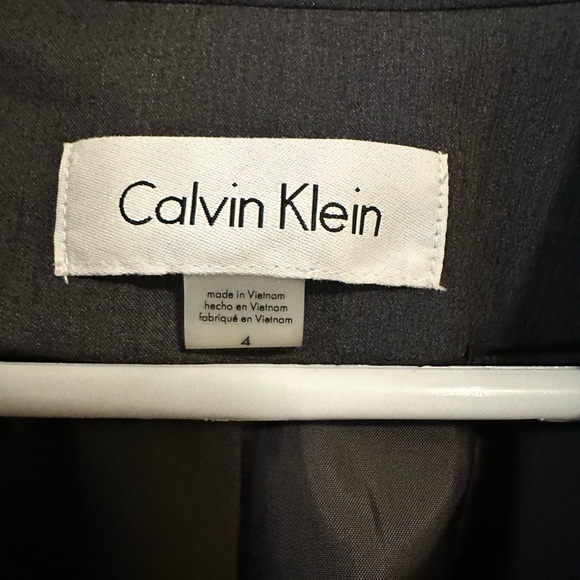 Calvin Klein
made in Vietnam
hecho en Vietnam
fabriqué en Vietnam
4